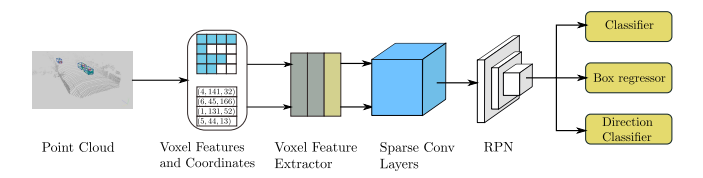 Point Cloud
(4, 141, 32)
(6, 45, 166)
(1, 131, 52)
(5, 44, 13)
Voxel Features
and Coordinates
Voxel Feature
Extractor
Sparse Conv
Layers
RPN
Classifier
Box regressor
Direction
Classifier